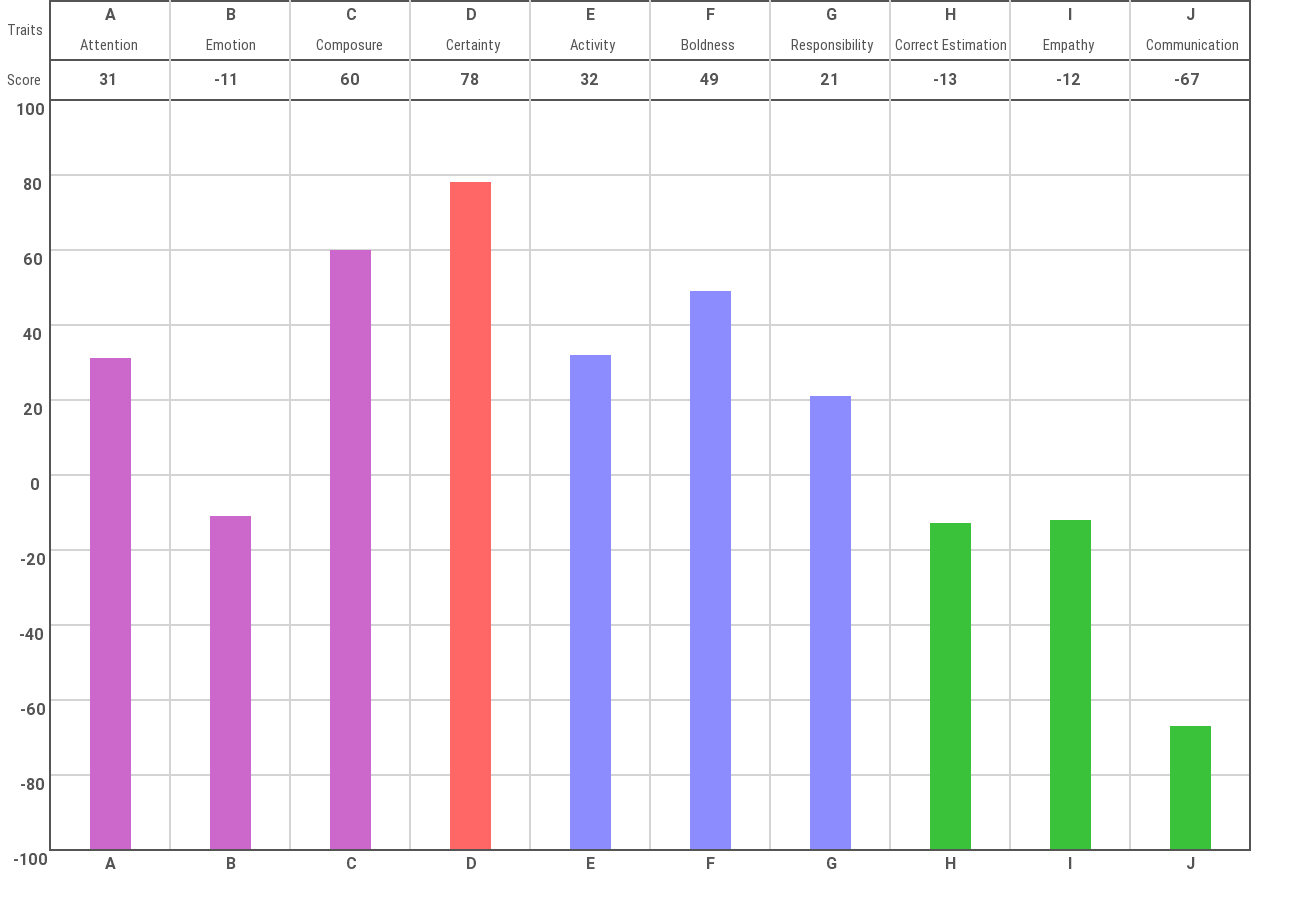 A B C D E F G H I J
Traits
Attention Emotion Composure Certainty Activity Boldness Responsibility Correct Estimation Empathy Communication
Score 31 -11 60 78 32 49 21 -13 -12 -67
100
80
60
40
20
0
-20
-40
-60
-80
-100
A B C D E F G H I J